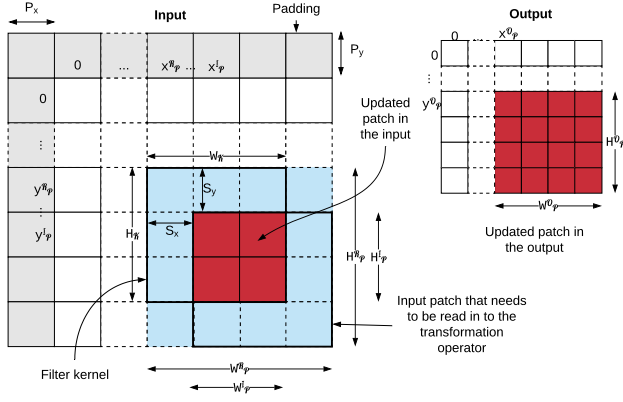 Pₓ
Input
Padding
Output
P_y
0
...
x^ℛ_𝒫
...
x^ℐ_𝒫
0
...
x^𝒪_𝒫
0
0
⋮
y^𝒪_𝒫
H^𝒪_𝒫
W^𝒪_𝒫
Updated
patch in
the input
⋮
W_𝒦
y^ℛ_𝒫
⋮
y^ℐ_𝒫
S_y
Sₓ
H_𝒦
H^ℛ_𝒫
H^ℐ_𝒫
Updated patch in
the output
Input patch that needs
to be read in to the
transformation
operator
Filter kernel
W^ℛ_𝒫
W^ℐ_𝒫